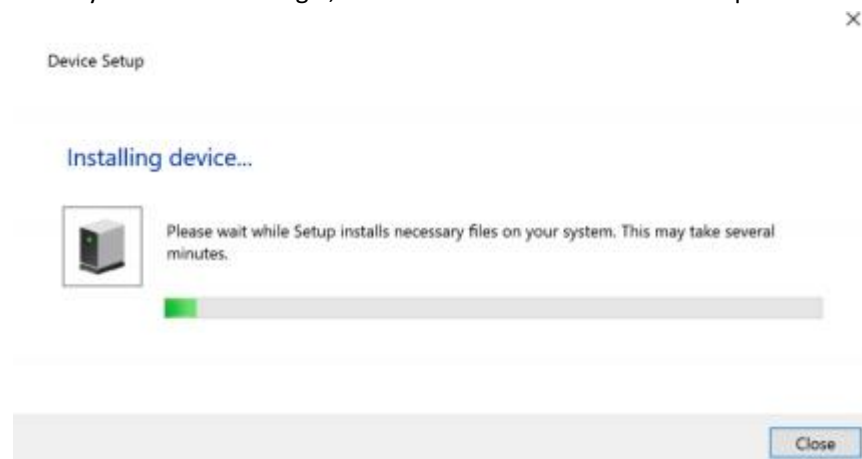 Device Setup
Installing device...
Please wait while Setup installs necessary files on your system. This may take several
minutes.
Close